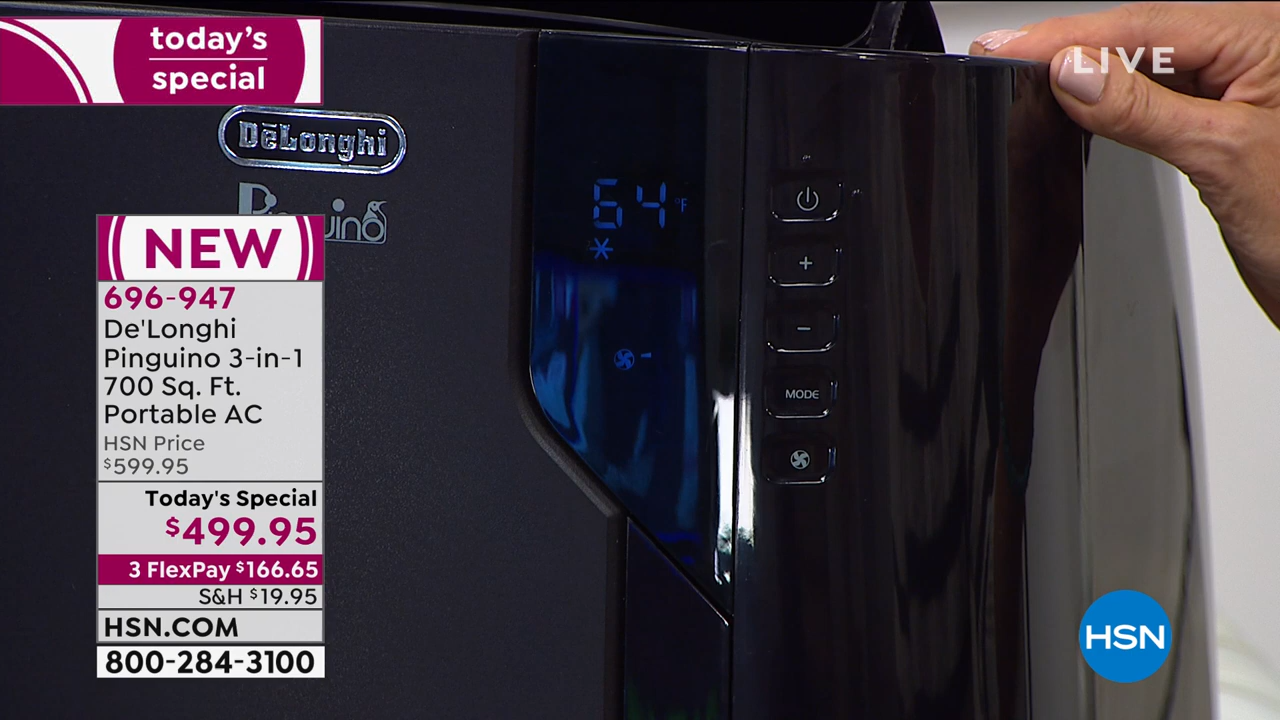 today's
special
LIVE
DēLonghi
64 °F
NEW
696-947
De'Longhi
Pinguino 3-in-1
700 Sq. Ft.
Portable AC
HSN Price
$599.95
Today's Special
$499.95
3 FlexPay $166.65
S&H $19.95
HSN.COM
800-284-3100
+
−
MODE
HSN